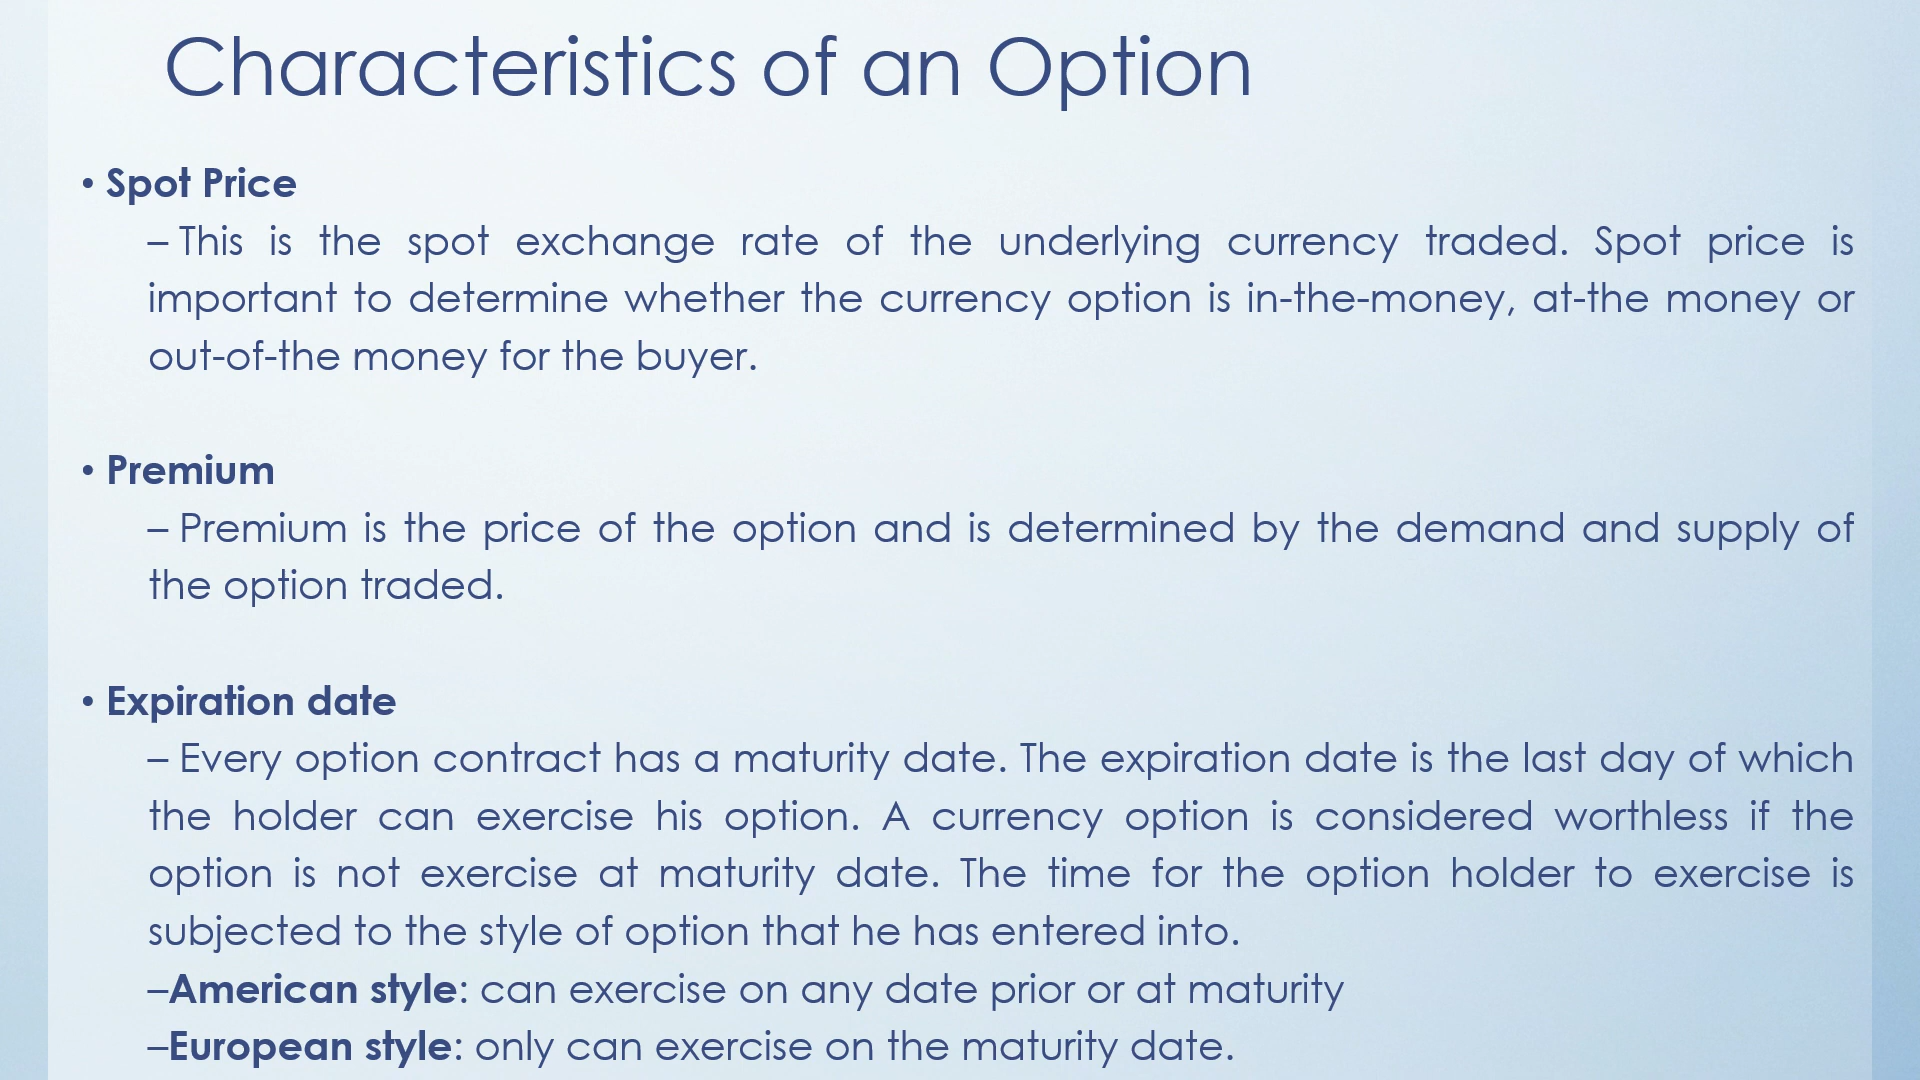 Characteristics of an Option
• Spot Price
– This is the spot exchange rate of the underlying currency traded. Spot price is
important to determine whether the currency option is in-the-money, at-the money or
out-of-the money for the buyer.
• Premium
– Premium is the price of the option and is determined by the demand and supply of
the option traded.
• Expiration date
– Every option contract has a maturity date. The expiration date is the last day of which
the holder can exercise his option. A currency option is considered worthless if the
option is not exercise at maturity date. The time for the option holder to exercise is
subjected to the style of option that he has entered into.
–American style: can exercise on any date prior or at maturity
–European style: only can exercise on the maturity date.